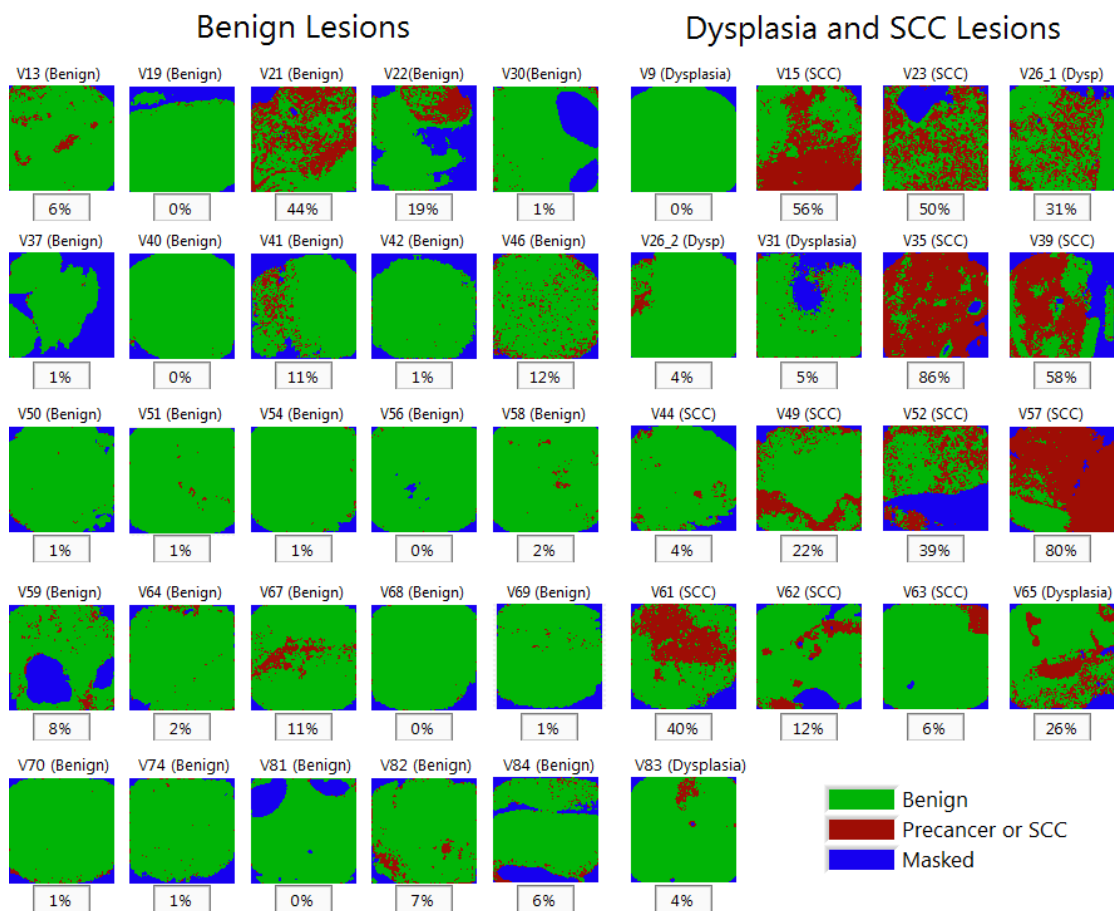 Benign Lesions
Dysplasia and SCC Lesions
V13 (Benign) V19 (Benign) V21 (Benign) V22(Benign) V30(Benign) V9 (Dysplasia) V15 (SCC) V23 (SCC) V26_1 (Dysp)
6% 0% 44% 19% 1% 0% 56% 50% 31%
V37 (Benign) V40 (Benign) V41 (Benign) V42 (Benign) V46 (Benign) V26_2 (Dysp) V31 (Dysplasia) V35 (SCC) V39 (SCC)
1% 0% 11% 1% 12% 4% 5% 86% 58%
V50 (Benign) V51 (Benign) V54 (Benign) V56 (Benign) V58 (Benign) V44 (SCC) V49 (SCC) V52 (SCC) V57 (SCC)
1% 1% 1% 0% 2% 4% 22% 39% 80%
V59 (Benign) V64 (Benign) V67 (Benign) V68 (Benign) V69 (Benign) V61 (SCC) V62 (SCC) V63 (SCC) V65 (Dysplasia)
8% 2% 11% 0% 1% 40% 12% 6% 26%
V70 (Benign) V74 (Benign) V81 (Benign) V82 (Benign) V84 (Benign) V83 (Dysplasia)
1% 1% 0% 7% 6% 4%
Benign
Precancer or SCC
Masked